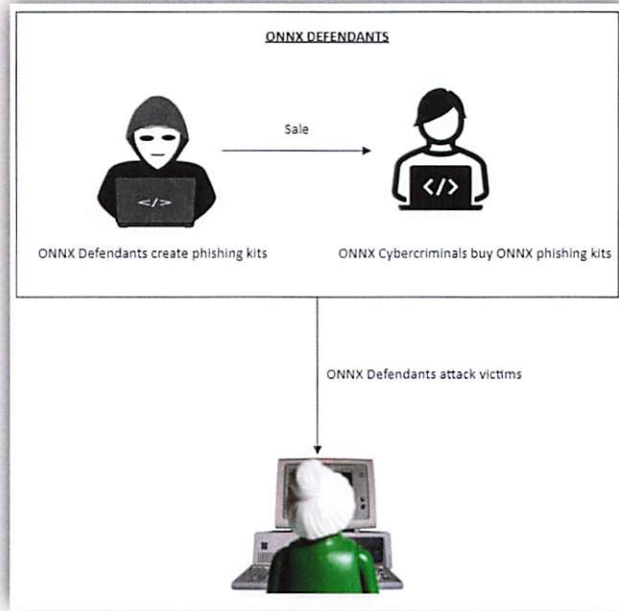 ONNX DEFENDANTS
Sale
</>
</>
ONNX Defendants create phishing kits
ONNX Cybercriminals buy ONNX phishing kits
ONNX Defendants attack victims